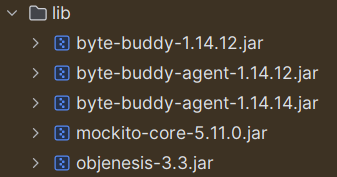 lib
byte-buddy-1.14.12.jar
byte-buddy-agent-1.14.12.jar
byte-buddy-agent-1.14.14.jar
mockito-core-5.11.0.jar
objenesis-3.3.jar